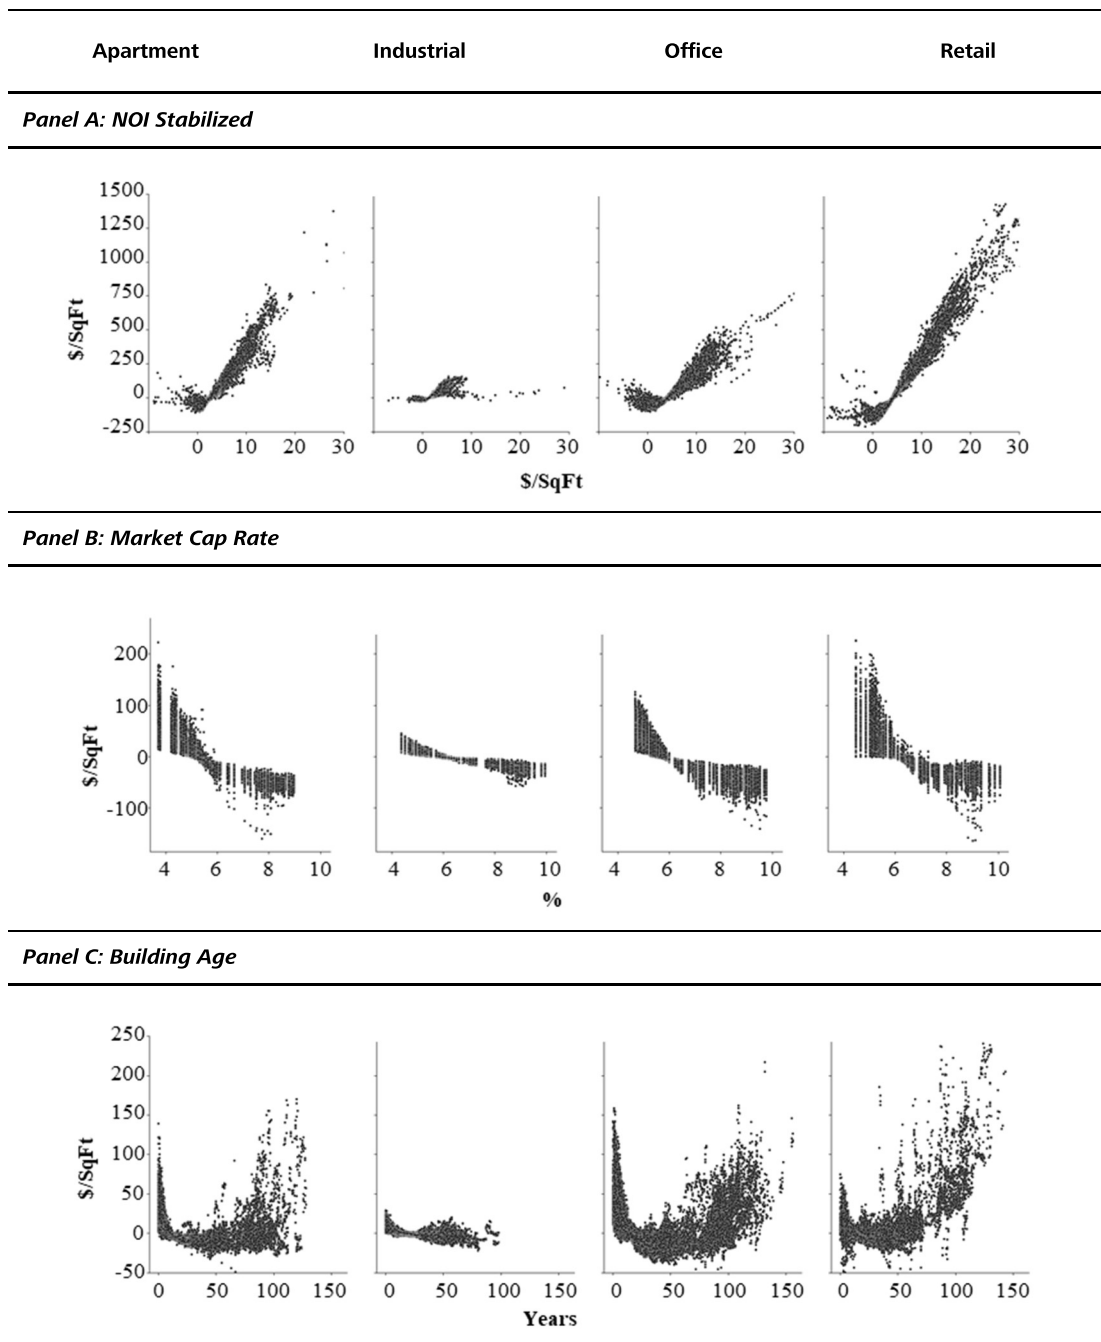 Apartment Industrial Office Retail
Panel A: NOI Stabilized
1500
1250
1000
750
500
250
0
-250
$/SqFt
0 10 20 30 0 10 20 30 0 10 20 30 0 10 20 30
$/SqFt
Panel B: Market Cap Rate
200
100
0
-100
$/SqFt
4 6 8 10 4 6 8 10 4 6 8 10 4 6 8 10
%
Panel C: Building Age
250
200
150
100
50
0
-50
$/SqFt
0 50 100 150 0 50 100 150 0 50 100 150 0 50 100 150
Years